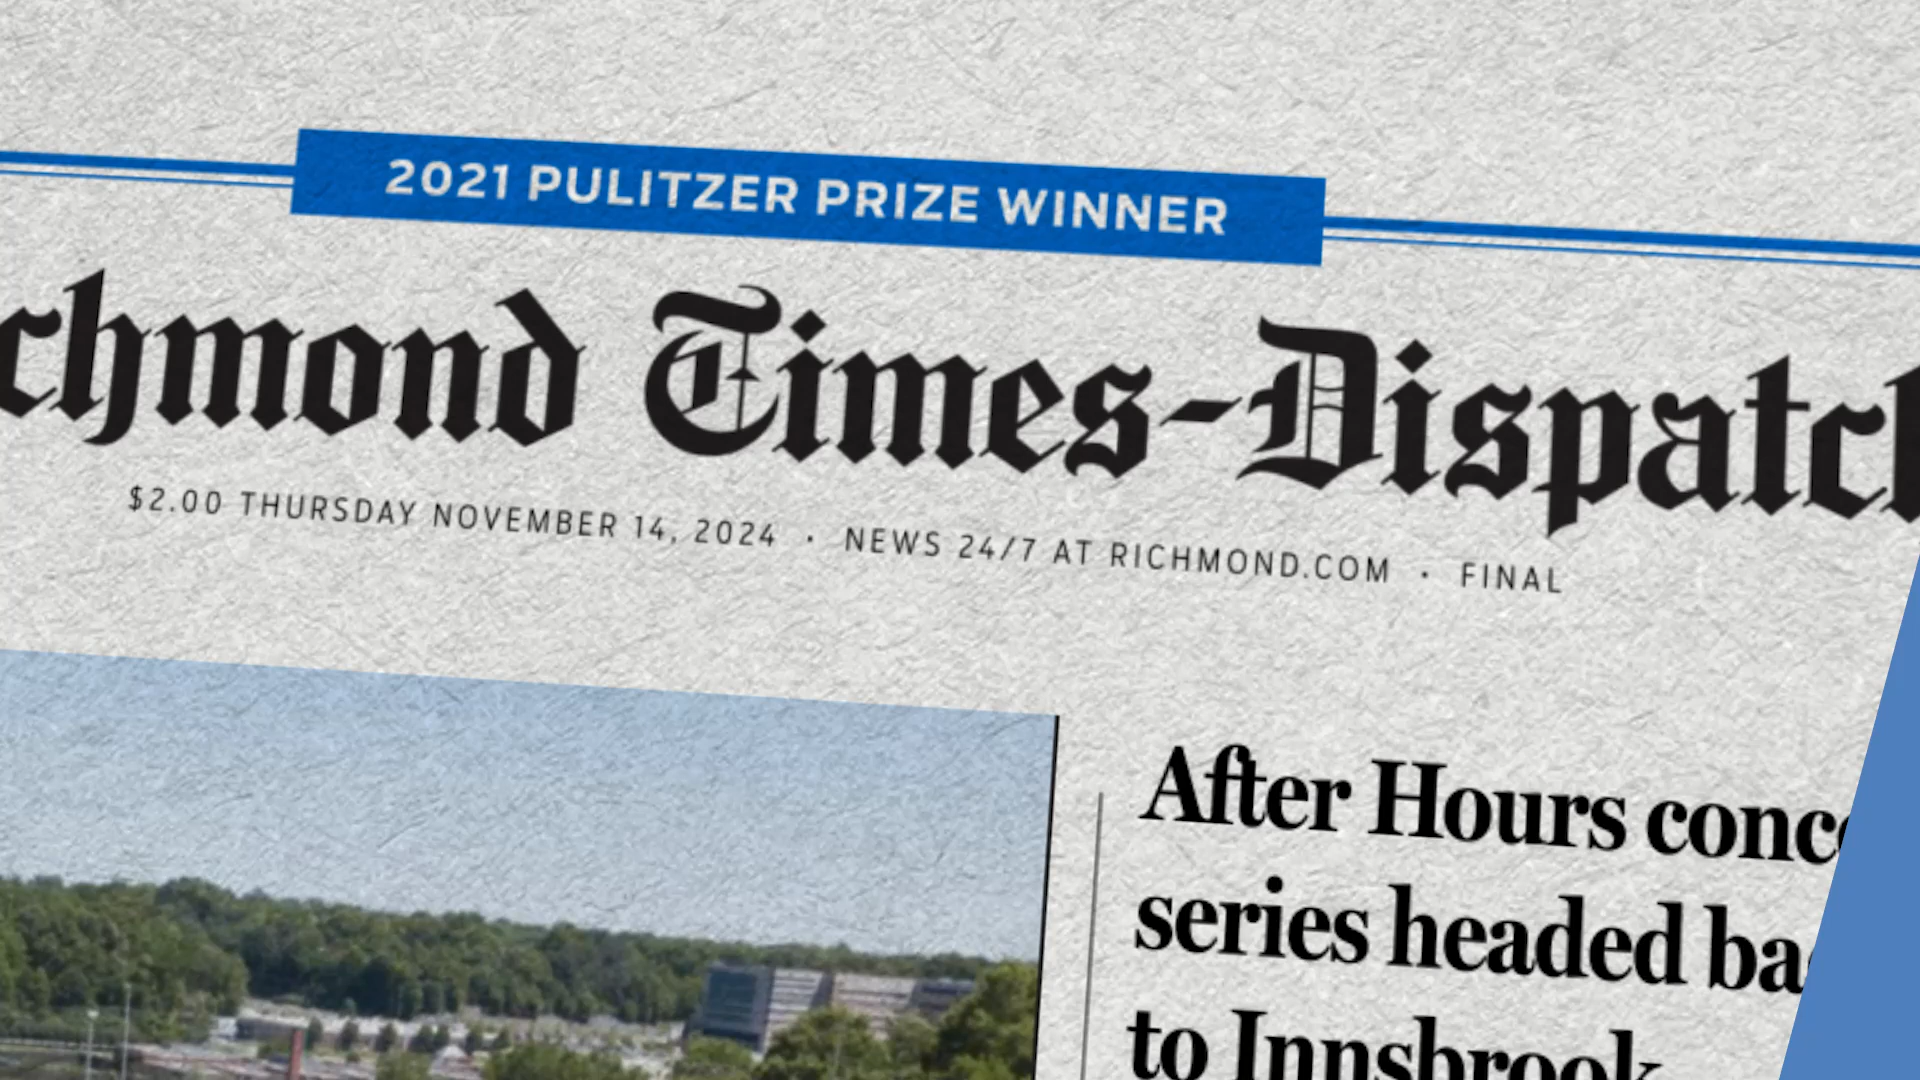 2021 PULITZER PRIZE WINNER
chmond Times-Dispatch
$2.00 THURSDAY NOVEMBER 14, 2024 · NEWS 24/7 AT RICHMOND.COM · FINAL
After Hours conce
series headed ba
to Innsbrook